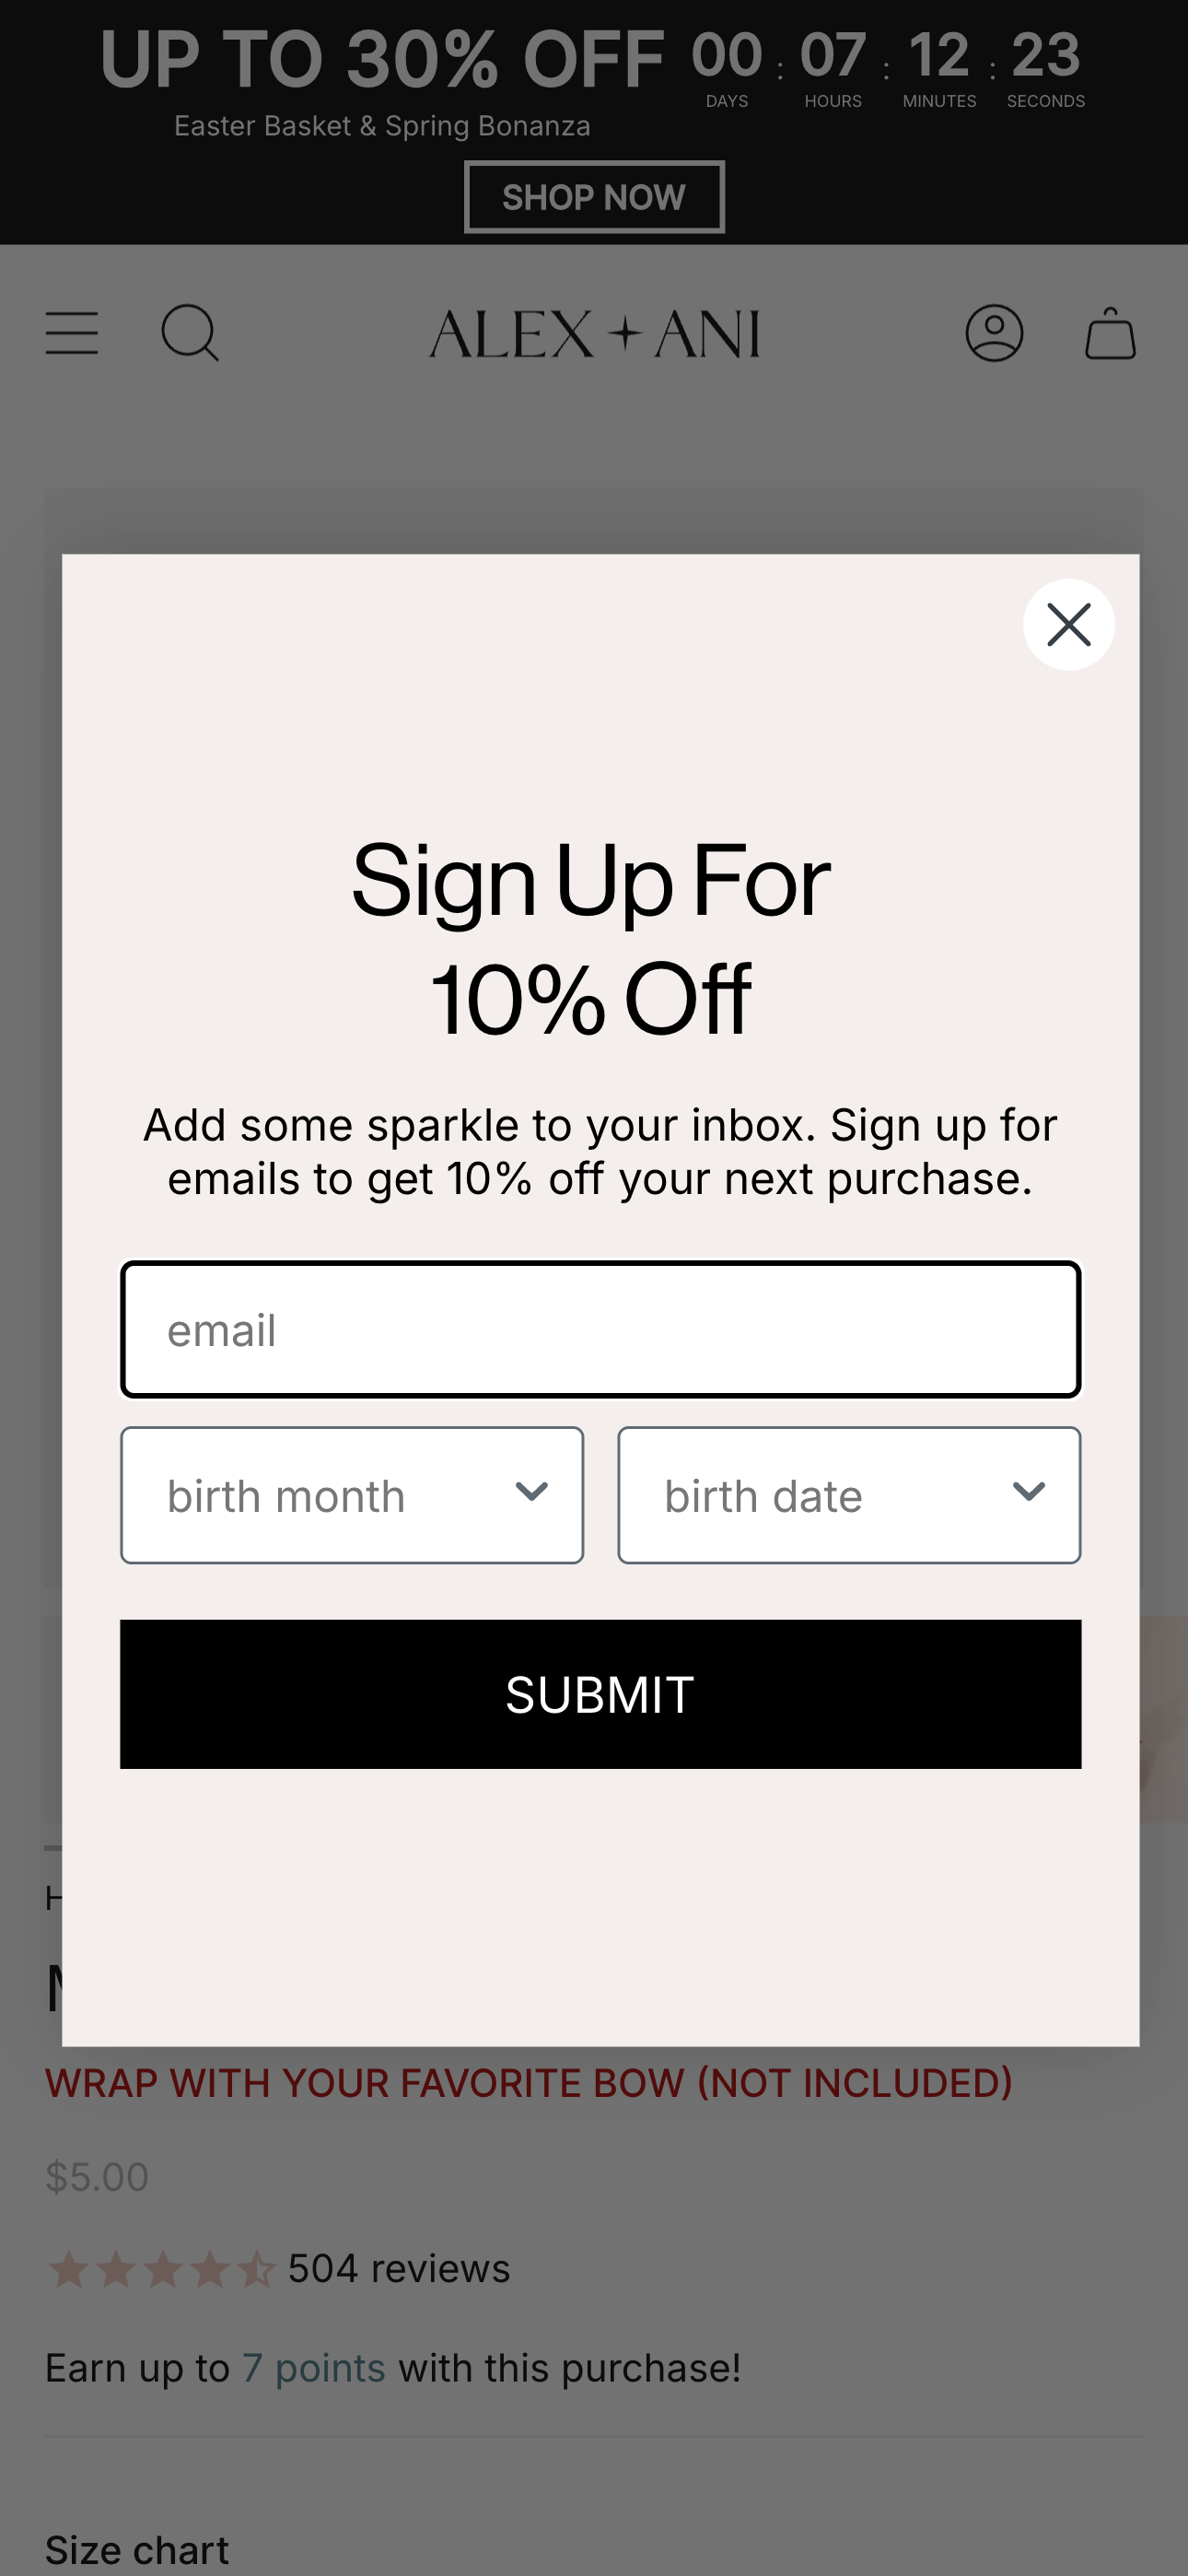 UP TO 30% OFF
Easter Basket & Spring Bonanza
00 : 07 : 12 : 23
DAYS HOURS MINUTES SECONDS
SHOP NOW
ALEX + ANI
Sign Up For
10% Off
Add some sparkle to your inbox. Sign up for
emails to get 10% off your next purchase.
email
birth month
birth date
SUBMIT
WRAP WITH YOUR FAVORITE BOW (NOT INCLUDED)
$5.00
504 reviews
Earn up to 7 points with this purchase!
Size chart